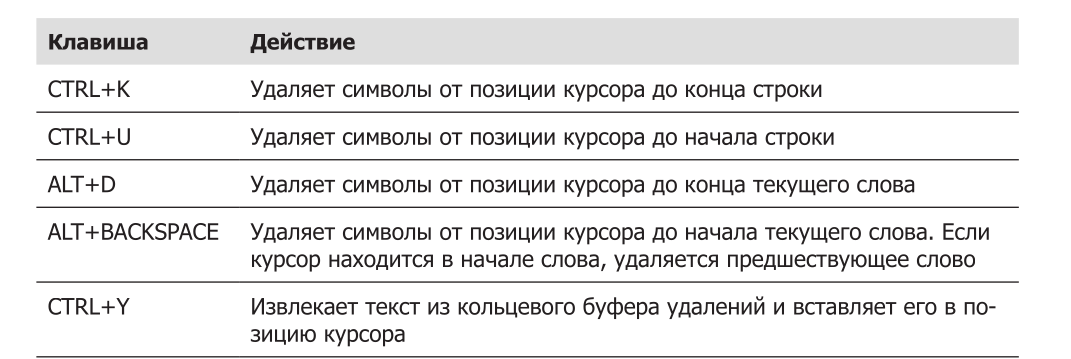 Клавиша Действие
CTRL+K Удаляет символы от позиции курсора до конца строки
CTRL+U Удаляет символы от позиции курсора до начала строки
ALT+D Удаляет символы от позиции курсора до конца текущего слова
ALT+BACKSPACE Удаляет символы от позиции курсора до начала текущего слова. Если
курсор находится в начале слова, удаляется предшествующее слово
CTRL+Y Извлекает текст из кольцевого буфера удалений и вставляет его в по-
зицию курсора